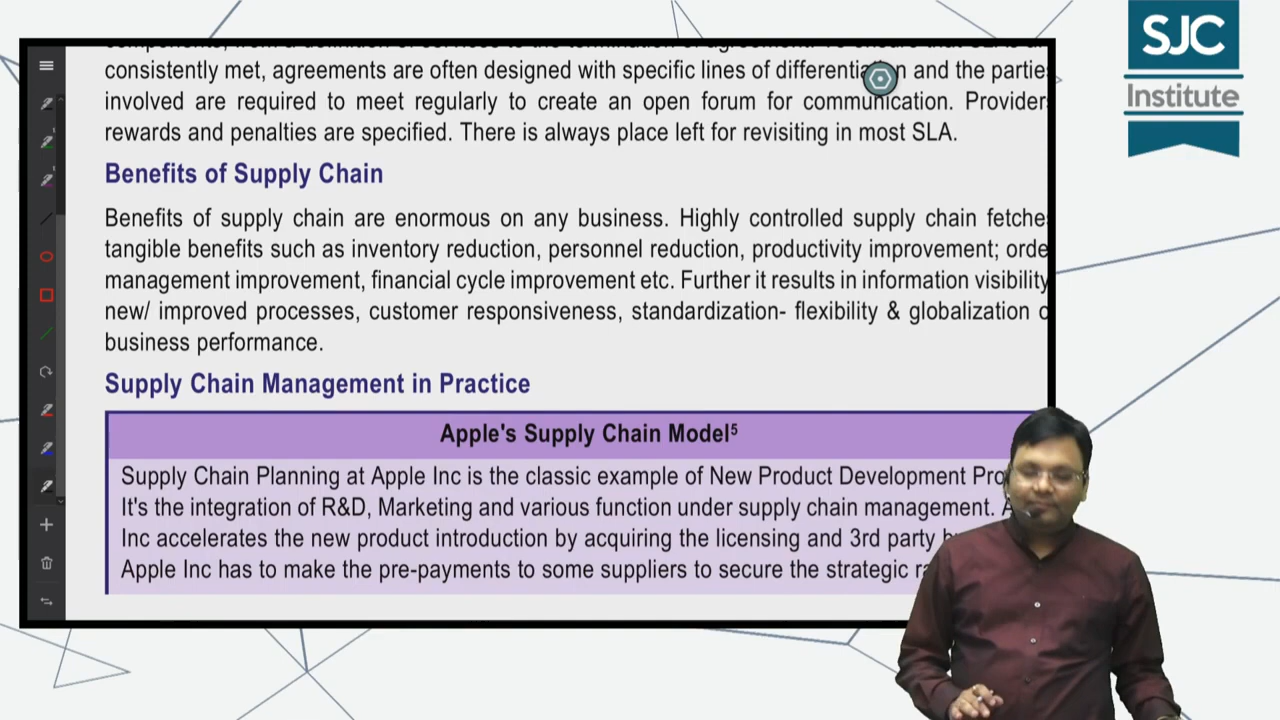 SJC
Institute
consistently met, agreements are often designed with specific lines of and the
involved are required to meet regularly to create an open forum for communication.
rewards and penalties are specified. There is always place left for revisiting in most SLA.
Benefits of Supply Chain
Benefits of supply chain are enormous on any business. Highly controlled supply chain
tangible benefits such as inventory reduction, personnel reduction, productivity improvement;
management improvement, financial cycle improvement etc. Further it results in information visibility
new/ improved processes, customer responsiveness, standardization- flexibility & globalization
business performance.
Supply Chain Management in Practice
Apple's Supply Chain Model5
Supply Chain Planning at Apple Inc is the classic example of New Product Development
It's the integration of R&D, Marketing and various function under supply chain management.
Inc accelerates the new product introduction by acquiring the licensing and 3rd party
Apple Inc has to make the pre-payments to some suppliers to secure the strategic